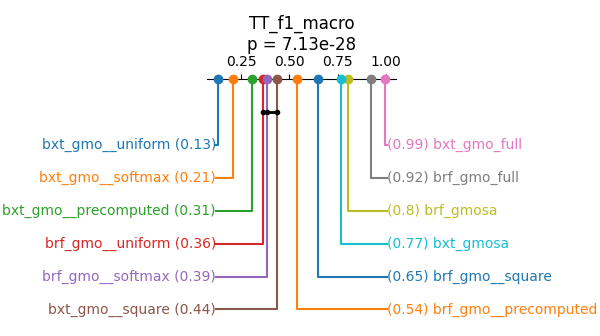 TT_f1_macro
p = 7.13e-28
0.25 0.50 0.75 1.00
bxt_gmo__uniform (0.13)
(0.99) bxt_gmo_full
bxt_gmo__softmax (0.21)
(0.92) brf_gmo_full
bxt_gmo__precomputed (0.31)
(0.8) brf_gmosa
brf_gmo__uniform (0.36)
(0.77) bxt_gmosa
brf_gmo__softmax (0.39)
(0.65) brf_gmo__square
bxt_gmo__square (0.44)
(0.54) brf_gmo__precomputed